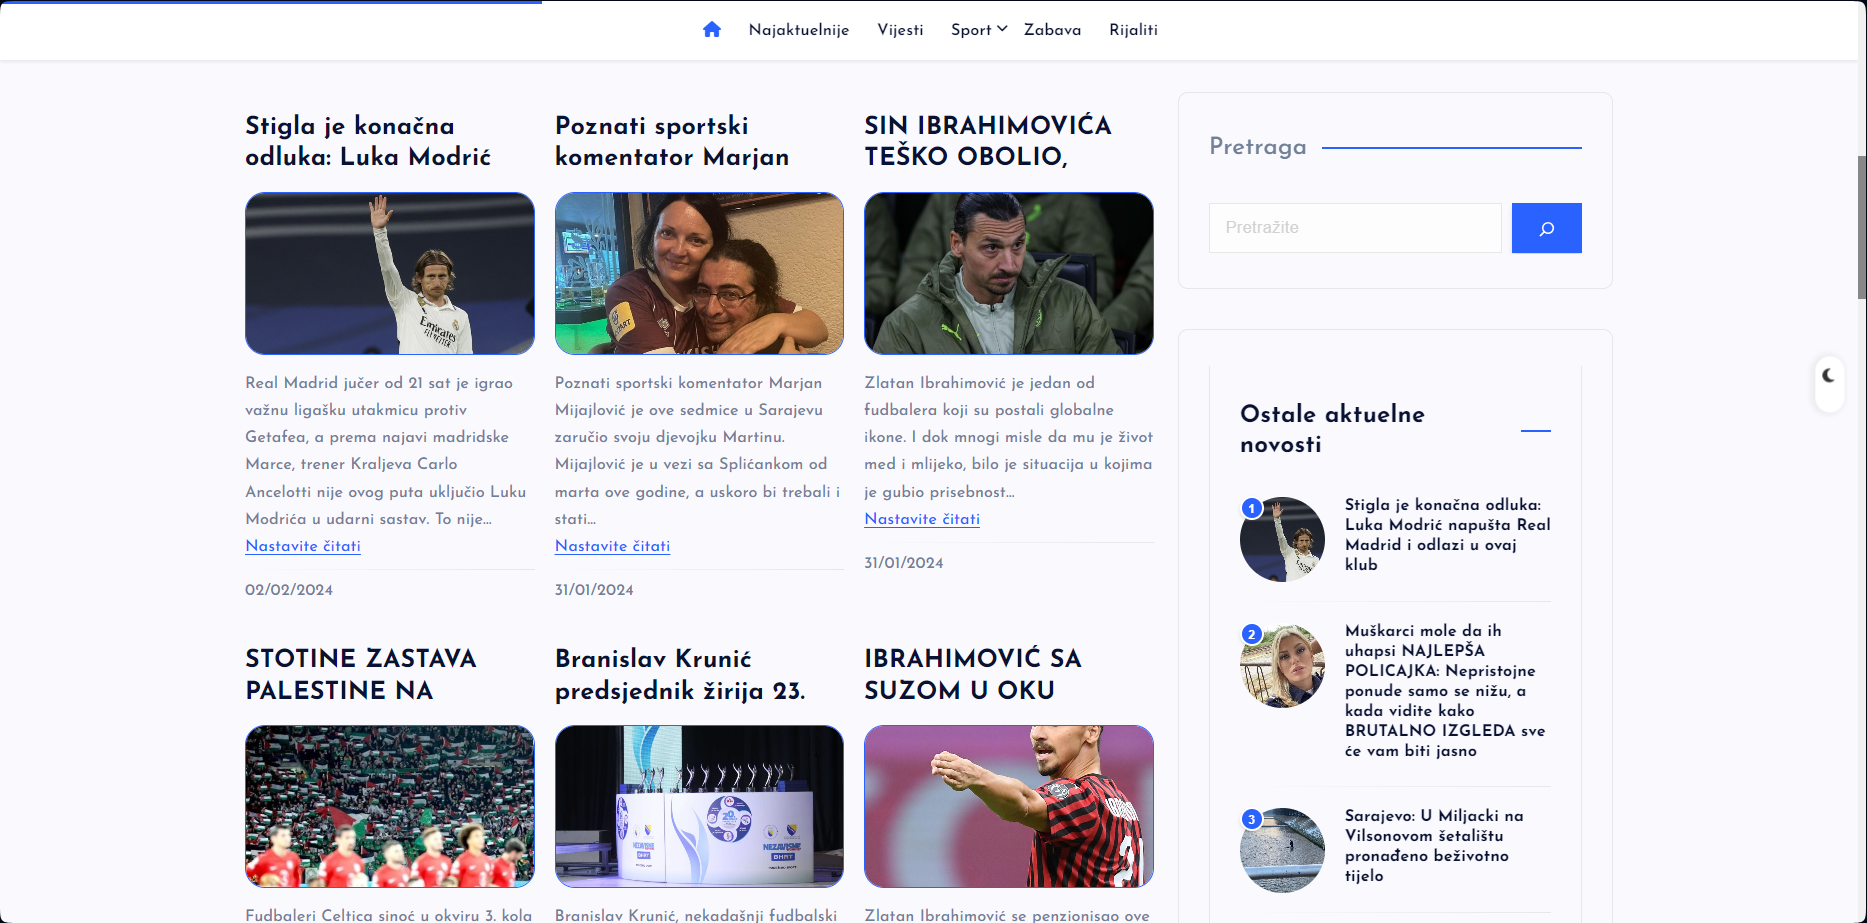 Najaktuelnije Vijesti Sport Zabava Rijaliti
Stigla je konačna
odluka: Luka Modrić
Real Madrid jučer od 21 sat je igrao
važnu ligašku utakmicu protiv
Getafea, a prema najavi madridske
Marce, trener Kraljeva Carlo
Ancelotti nije ovog puta uključio Luku
Modrića u udarni sastav. To nije...
Nastavite čitati
02/02/2024
Poznati sportski
komentator Marjan
Poznati sportski komentator Marjan
Mijajlović je ove sedmice u Sarajevu
zaručio svoju djevojku Martinu.
Mijajlović je u vezi sa Splićankom od
marta ove godine, a uskoro bi trebali i
stati...
Nastavite čitati
31/01/2024
SIN IBRAHIMOVIĆA
TEŠKO OBOLIO,
Zlatan Ibrahimović je jedan od
fudbalera koji su postali globalne
ikone. I dok mnogi misle da mu je život
med i mlijeko, bilo je situacija u kojima
je gubio prisebnost...
Nastavite čitati
31/01/2024
STOTINE ZASTAVA
PALESTINE NA
Fudbaleri Celtica sinoć u okviru 3. kola
Branislav Krunić
predsjednik žirija 23.
NEZAVISNE
BHRT
NEZAVISNE
BHRT
Branislav Krunić, nekadašnji fudbalski
IBRAHIMOVIĆ SA
SUZOM U OKU
Zlatan Ibrahimović se penzionisao ove
Pretraga
Pretražite
Ostale aktuelne
novosti
1
Stigla je konačna odluka:
Luka Modrić napušta Real
Madrid i odlazi u ovaj
klub
2
Muškarci mole da ih
uhapsi NAJLEPŠA
POLICAJKA: Nepristojne
ponude samo se nižu, a
kada vidite kako
BRUTALNO IZGLEDA sve
će vam biti jasno
3
Sarajevo: U Miljacki na
Vilsonovom šetalištu
pronađeno beživotno
tijelo